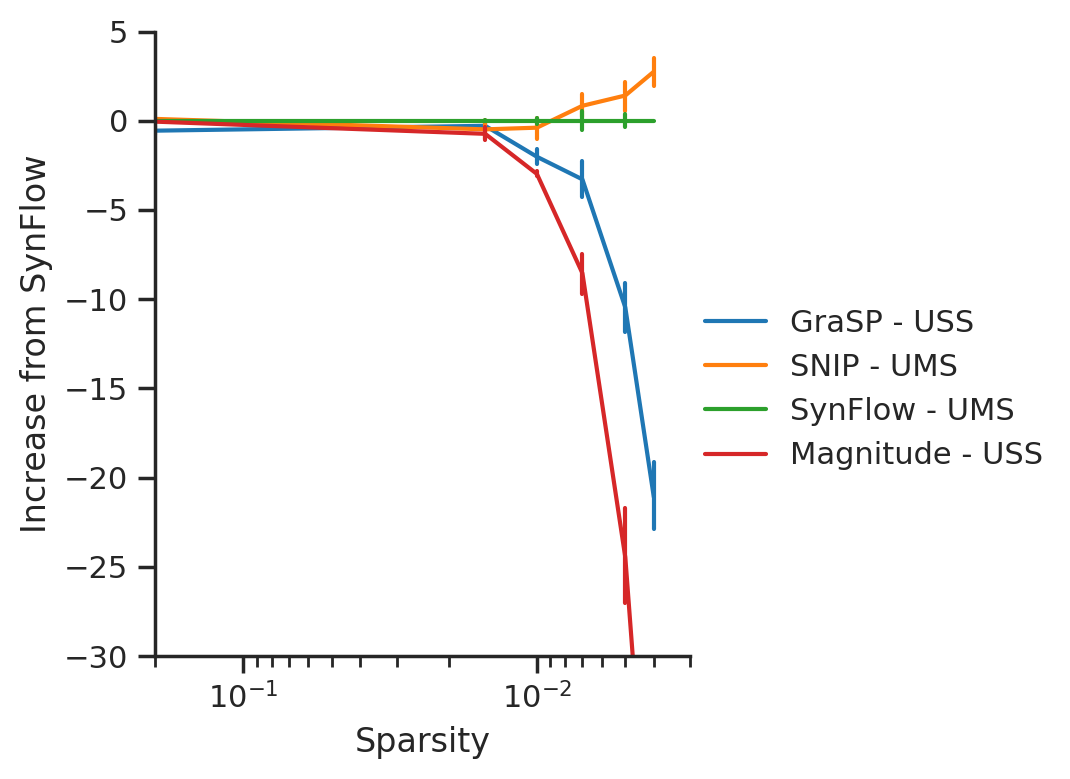 Increase from SynFlow
5
0
−5
−10
−15
−20
−25
−30
10⁻¹
10⁻²
Sparsity
GraSP - USS
SNIP - UMS
SynFlow - UMS
Magnitude - USS